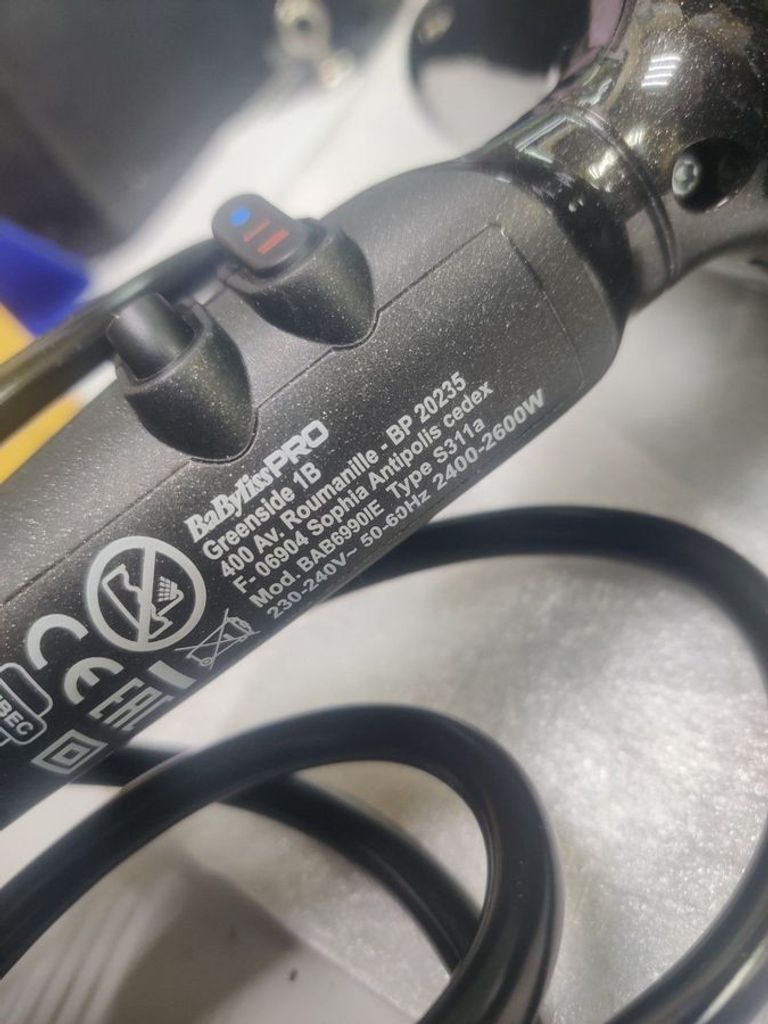 BaBylissPRO
Greenside 1B
400 Av. Roumanille - BP 20235
F- 06904 Sophia Antipolis cedex
Mod. BAB6990IE Type S311a
230-240V~ 50-60Hz 2400-2600W
CE
EAC